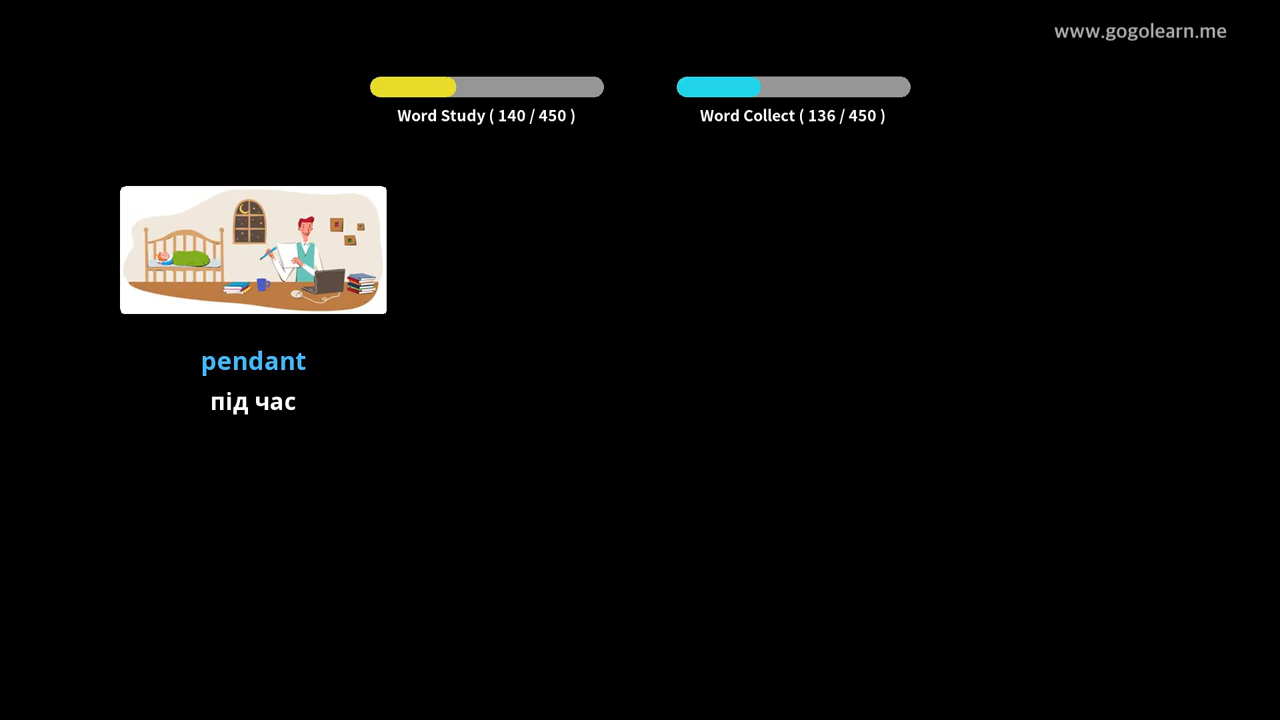 www.gogolearn.me
Word Study ( 140 / 450 )
Word Collect ( 136 / 450 )
pendant
під час